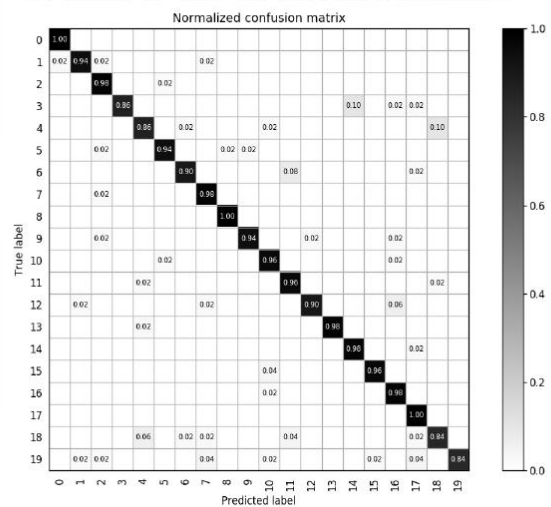 Normalized confusion matrix
0 1.00
1 0.02 0.94 0.02 0.02
2 0.98 0.02
3 0.86 0.10 0.02 0.02
4 0.86 0.02 0.02 0.10
5 0.02 0.94 0.02 0.02
6 0.90 0.08 0.02
7 0.02 0.98
8 1.00
9 0.02 0.94 0.02 0.02
10 0.02 0.96 0.02
11 0.02 0.96 0.02
12 0.02 0.02 0.90 0.06
13 0.02 0.98
14 0.98 0.02
15 0.04 0.96
16 0.02 0.98
17 1.00
18 0.06 0.02 0.02 0.04 0.02 0.84
19 0.02 0.02 0.04 0.02 0.02 0.04 0.84
0 1 2 3 4 5 6 7 8 9 10 11 12 13 14 15 16 17 18 19
Predicted label
True label
1.0
0.8
0.6
0.4
0.2
0.0